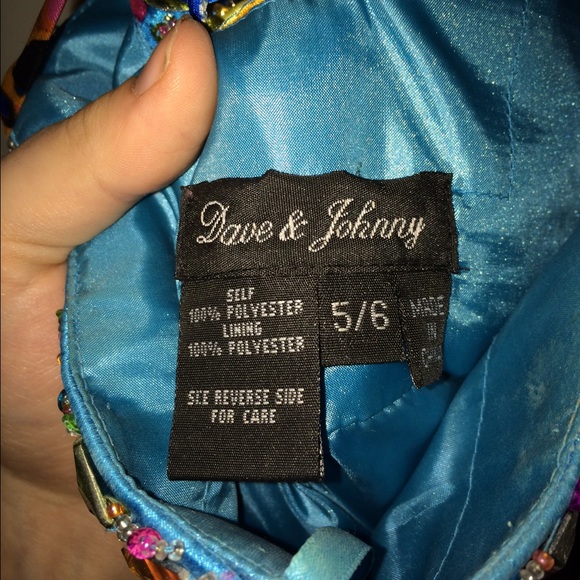 Dave & Johnny
SELF
100% POLYESTER
LINING
100% POLYESTER
SEE REVERSE SIDE
FOR CARE
5/6
MADE
IN